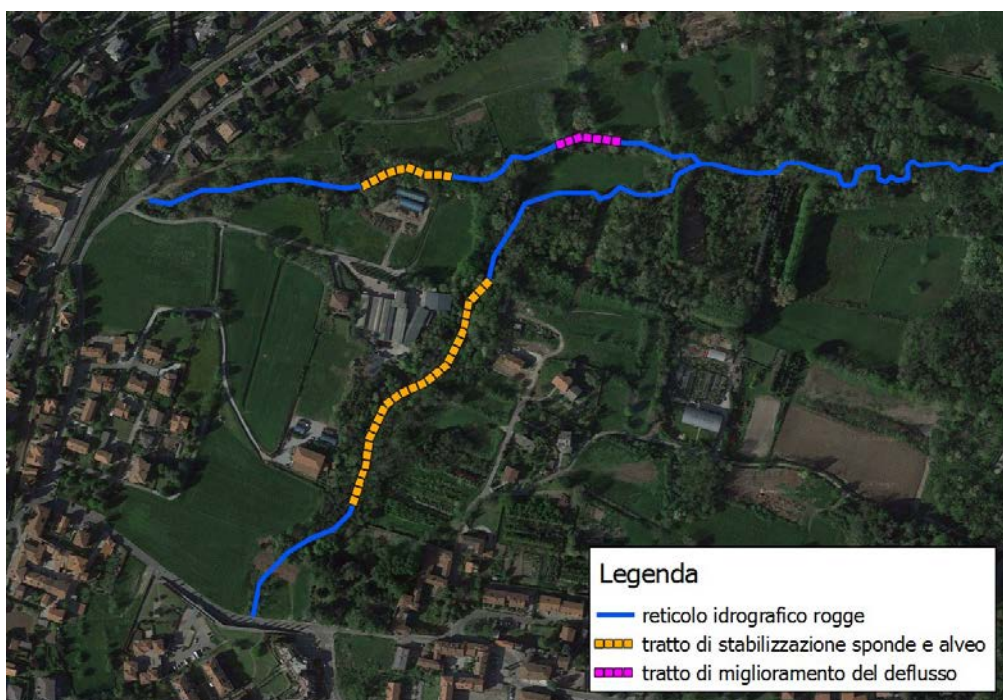 Legenda
reticolo idrografico rogge
tratto di stabilizzazione sponde e alveo
tratto di miglioramento del deflusso